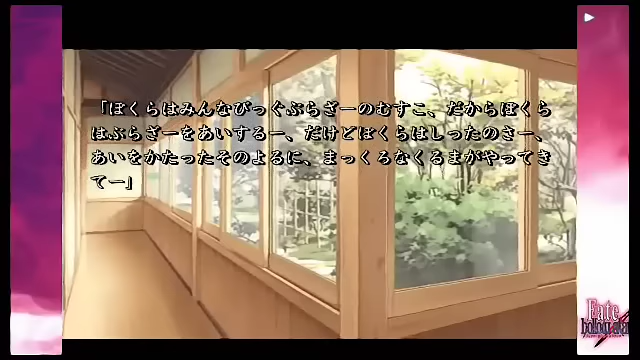 「ぼくらはみんなびっぐぶらざーのむすこ、だからぼくら
はぶらざーをあいするー、だけどぼくらはしったのさー、
あいをかたったそのよるに、まっくろなくるまがやってき
てー」
Fate
hollow ataraxia